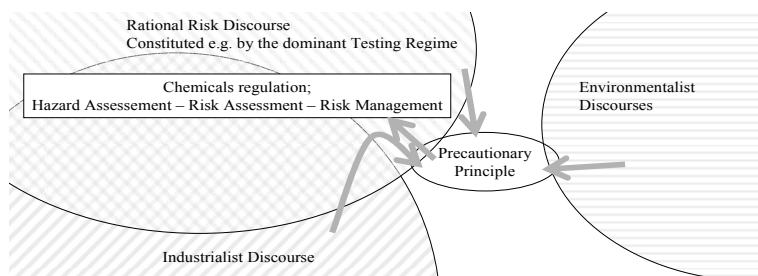 Rational Risk Discourse
Constituted e.g. by the dominant Testing Regime
Chemicals regulation;
Hazard Assessement – Risk Assessment – Risk Management
Environmentalist
Discourses
Precautionary
Principle
Industrialist Discourse